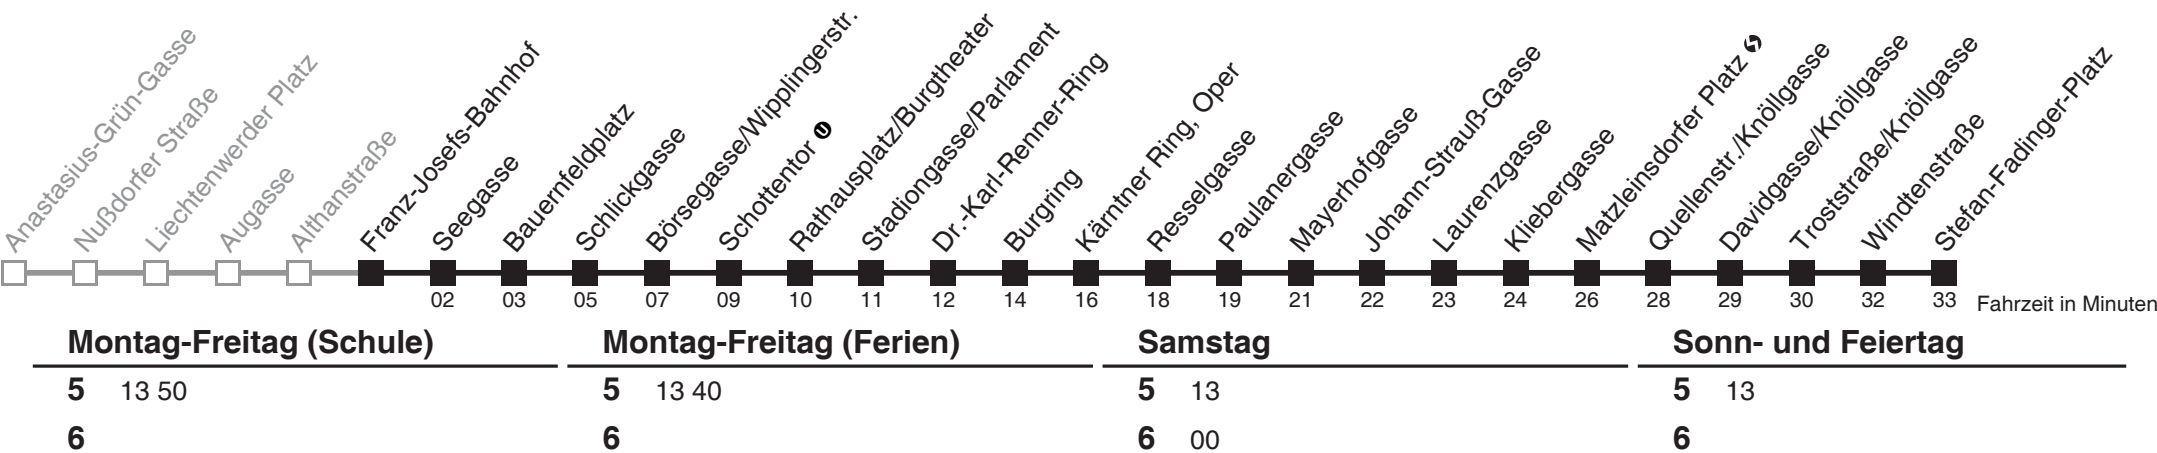 Anastasius-Grün-Gasse
Nußdorfer Straße
Liechtenwerder Platz
Augasse
Althanstraße
Franz-Josefs-Bahnhof
Seegasse
Bauernfeldplatz
Schlickgasse
Börsegasse/Wipplingerstr.
Schottentor U
Rathausplatz/Burgtheater
Stadiongasse/Parlament
Dr.-Karl-Renner-Ring
Burgring
Kärntner Ring, Oper
Resselgasse
Paulanergasse
Mayerhofgasse
Johann-Strauß-Gasse
Laurenzgasse
Kliebergasse
Matzleinsdorfer Platz
Quellenstr./Knöllgasse
Davidgasse/Knöllgasse
Troststraße/Knöllgasse
Windtenstraße
Stefan-Fadinger-Platz
02 03 05 07 09 10 11 12 14 16 18 19 21 22 23 24 26 28 29 30 32 33 Fahrzeit in Minuten
Montag-Freitag (Schule) Montag-Freitag (Ferien) Samstag Sonn- und Feiertag
5 13 50 5 13 40 5 13 5 13
6 6 6 00 6